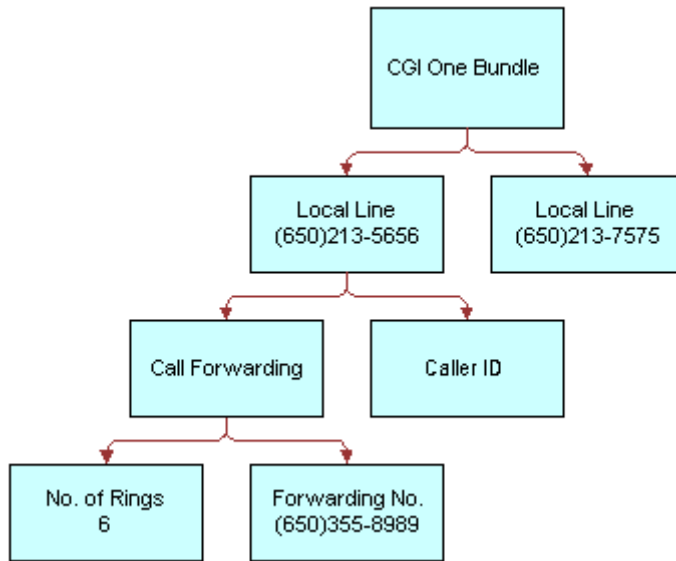 CGI One Bundle
Local Line
(650)213-5656
Local Line
(650)213-7575
Call Forwarding
Caller ID
No. of Rings
6
Forwarding No.
(650)355-8989